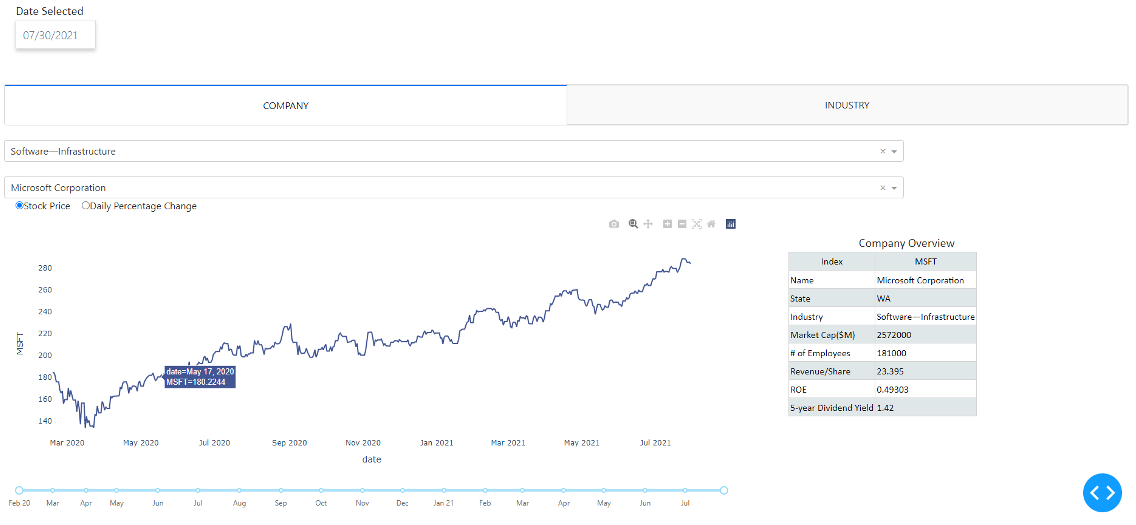 Date Selected
07/30/2021
COMPANY INDUSTRY
Software—Infrastructure
Microsoft Corporation
Stock Price Daily Percentage Change
280
260
240
220
200
180
160
140
MSFT
date=May 17, 2020
MSFT=180.2244
Mar 2020 May 2020 Jul 2020 Sep 2020 Nov 2020 Jan 2021 Mar 2021 May 2021 Jul 2021
date
Company Overview
Index MSFT
Name Microsoft Corporation
State WA
Industry Software—Infrastructure
Market Cap($M) 2572000
# of Employees 181000
Revenue/Share 23.395
ROE 0.49303
5-year Dividend Yield 1.42
Feb 20 Mar Apr May Jun Jul Aug Sep Oct Nov Dec Jan 21 Feb Mar Apr May Jun Jul